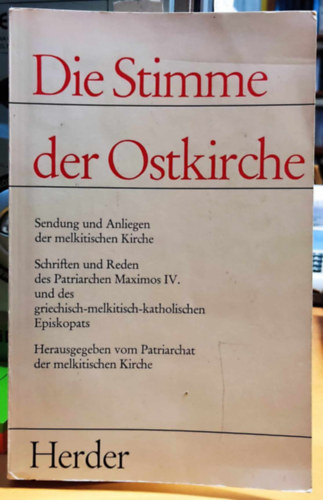 Die Stimme
der Ostkirche
Sendung und Anliegen
der melkitischen Kirche
Schriften und Reden
des Patriarchen Maximos IV.
und des
griechisch-melkitisch-katholischen
Episkopats
Herausgegeben vom Patriarchat
der melkitischen Kirche
Herder